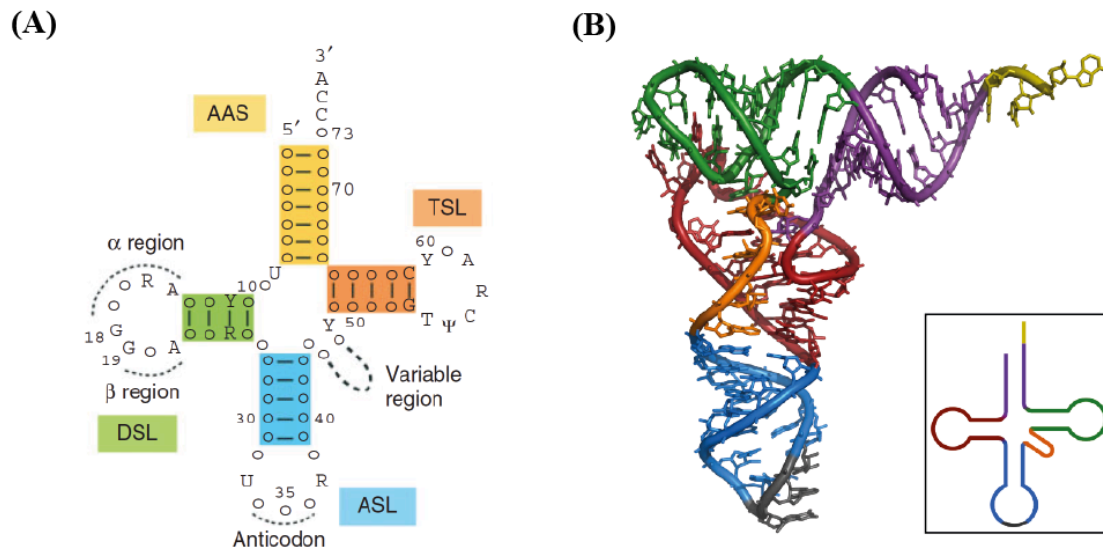 (A)
(B)
3′
A
C
C
73
AAS
5′
70
TSL
60
Y
A
R
C
Ψ
T
C
G
50
Y
U
10
α region
R
A
Y
R
18
G
19
G
A
β region
DSL
Variable
region
30
40
U
35
R
ASL
Anticodon